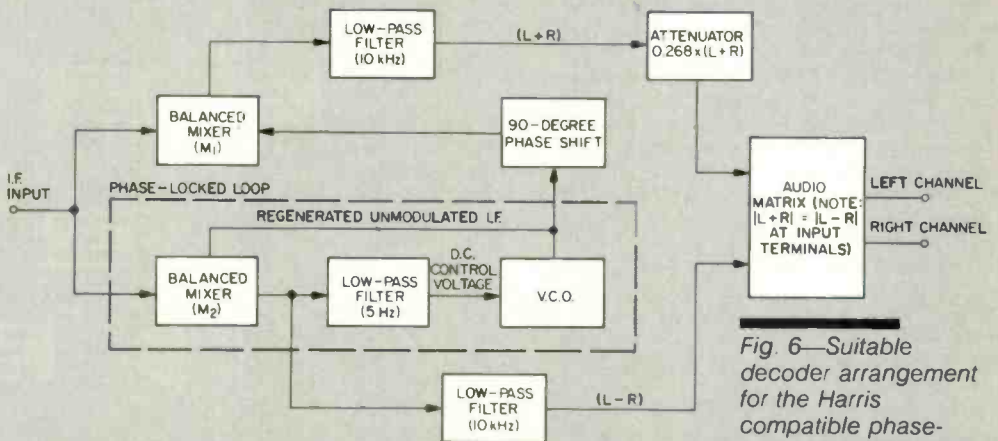 LOW-PASS
FILTER
(10 kHz)
(L+R)
ATTENUATOR
0.268 x (L+R)
BALANCED
MIXER
(M1)
90-DEGREE
PHASE SHIFT
I.F.
INPUT
PHASE-LOCKED LOOP
REGENERATED UNMODULATED I.F.
AUDIO
MATRIX (NOTE:
|L+R| = |L-R|
AT INPUT
TERMINALS)
LEFT CHANNEL
RIGHT CHANNEL
BALANCED
MIXER
(M2)
LOW-PASS
FILTER
(5 Hz)
D.C.
CONTROL
VOLTAGE
V.C.O.
LOW-PASS
FILTER
(10 kHz)
(L-R)
Fig. 6—Suitable
decoder arrangement
for the Harris
compatible phase-